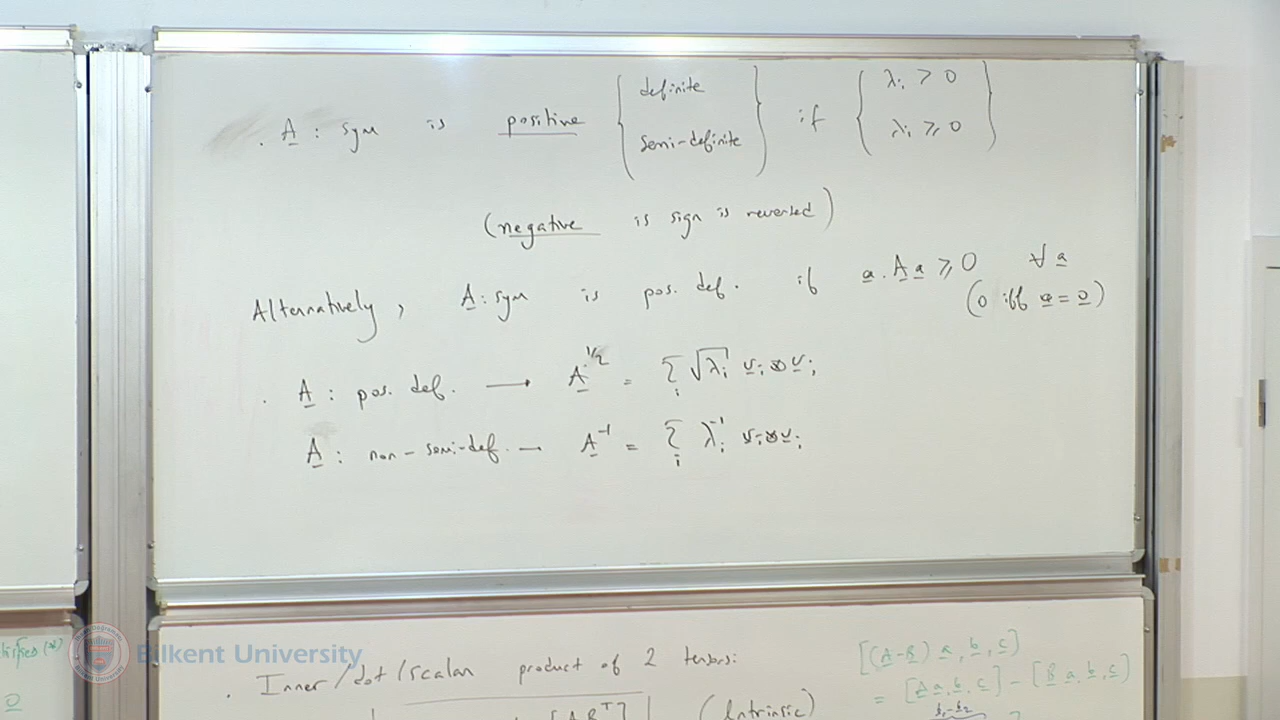 . A : sym is positive { definite semi-definite } if { λi > 0 λi ⩾ 0 }
(negative is sign is reversed)
Alternatively, A : sym is pos. def. if a . A a ⩾ 0 ∀ a
(0 iff a = 0)
. A : pos. def. → A^1/2 = Σi √λi vi ⊗ vi
A : non-semi-def. → A^-1 = Σi λi^-1 vi ⊗ vi
. Inner/dot/scalar product of 2 tensors:
(Intrinsic)
[(A-B) a, b, c]
= [A a, b, c] - [B a, b, c]
(*)
0
Bilkent University